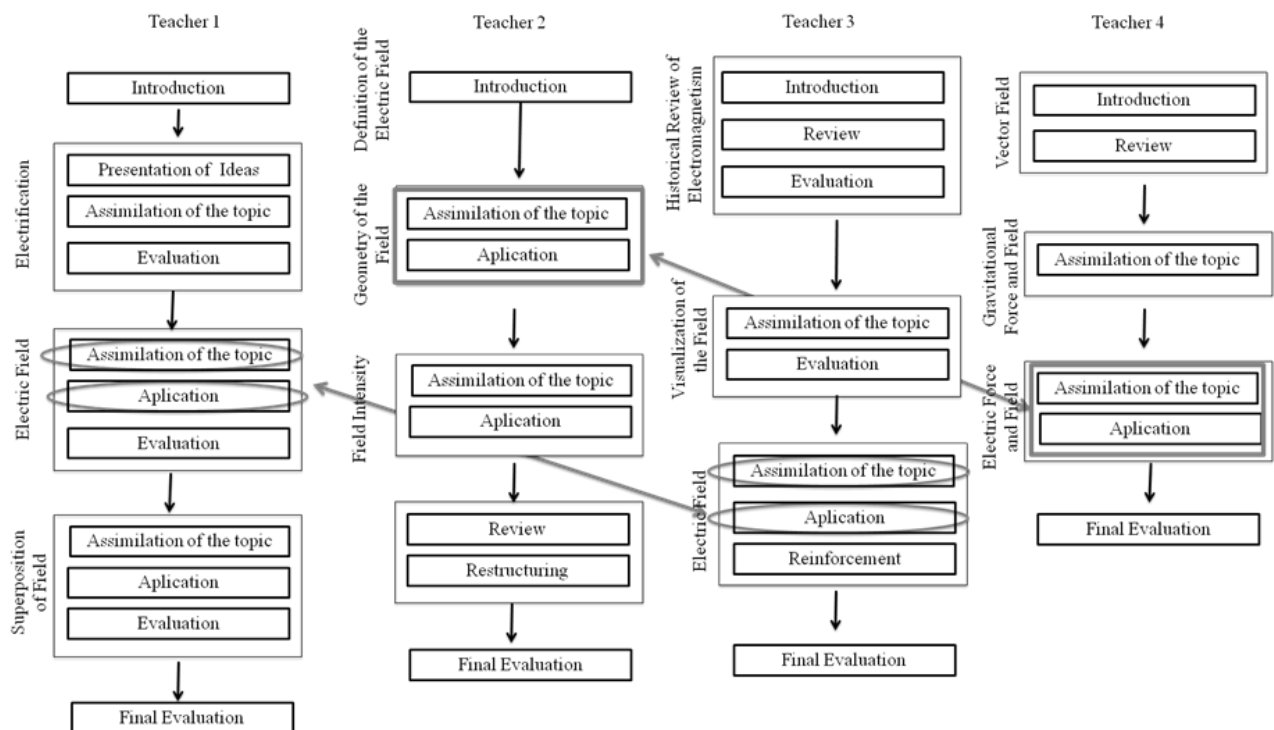 Teacher 1
Introduction
Electrification
Presentation of Ideas
Assimilation of the topic
Evaluation
Electric Field
Assimilation of the topic
Aplication
Evaluation
Superposition
of Field
Assimilation of the topic
Aplication
Evaluation
Final Evaluation
Teacher 2
Definition of the
Electric Field
Introduction
Geometry of the
Field
Assimilation of the topic
Aplication
Field Intensity
Assimilation of the topic
Aplication
Review
Restructuring
Final Evaluation
Teacher 3
Historical Review of
Electromagnetism
Introduction
Review
Evaluation
Visualization of
the Field
Assimilation of the topic
Evaluation
Electric Field
Assimilation of the topic
Aplication
Reinforcement
Final Evaluation
Teacher 4
Vector Field
Introduction
Review
Gravitational
Force and Field
Assimilation of the topic
Electric Force
and Field
Assimilation of the topic
Aplication
Final Evaluation